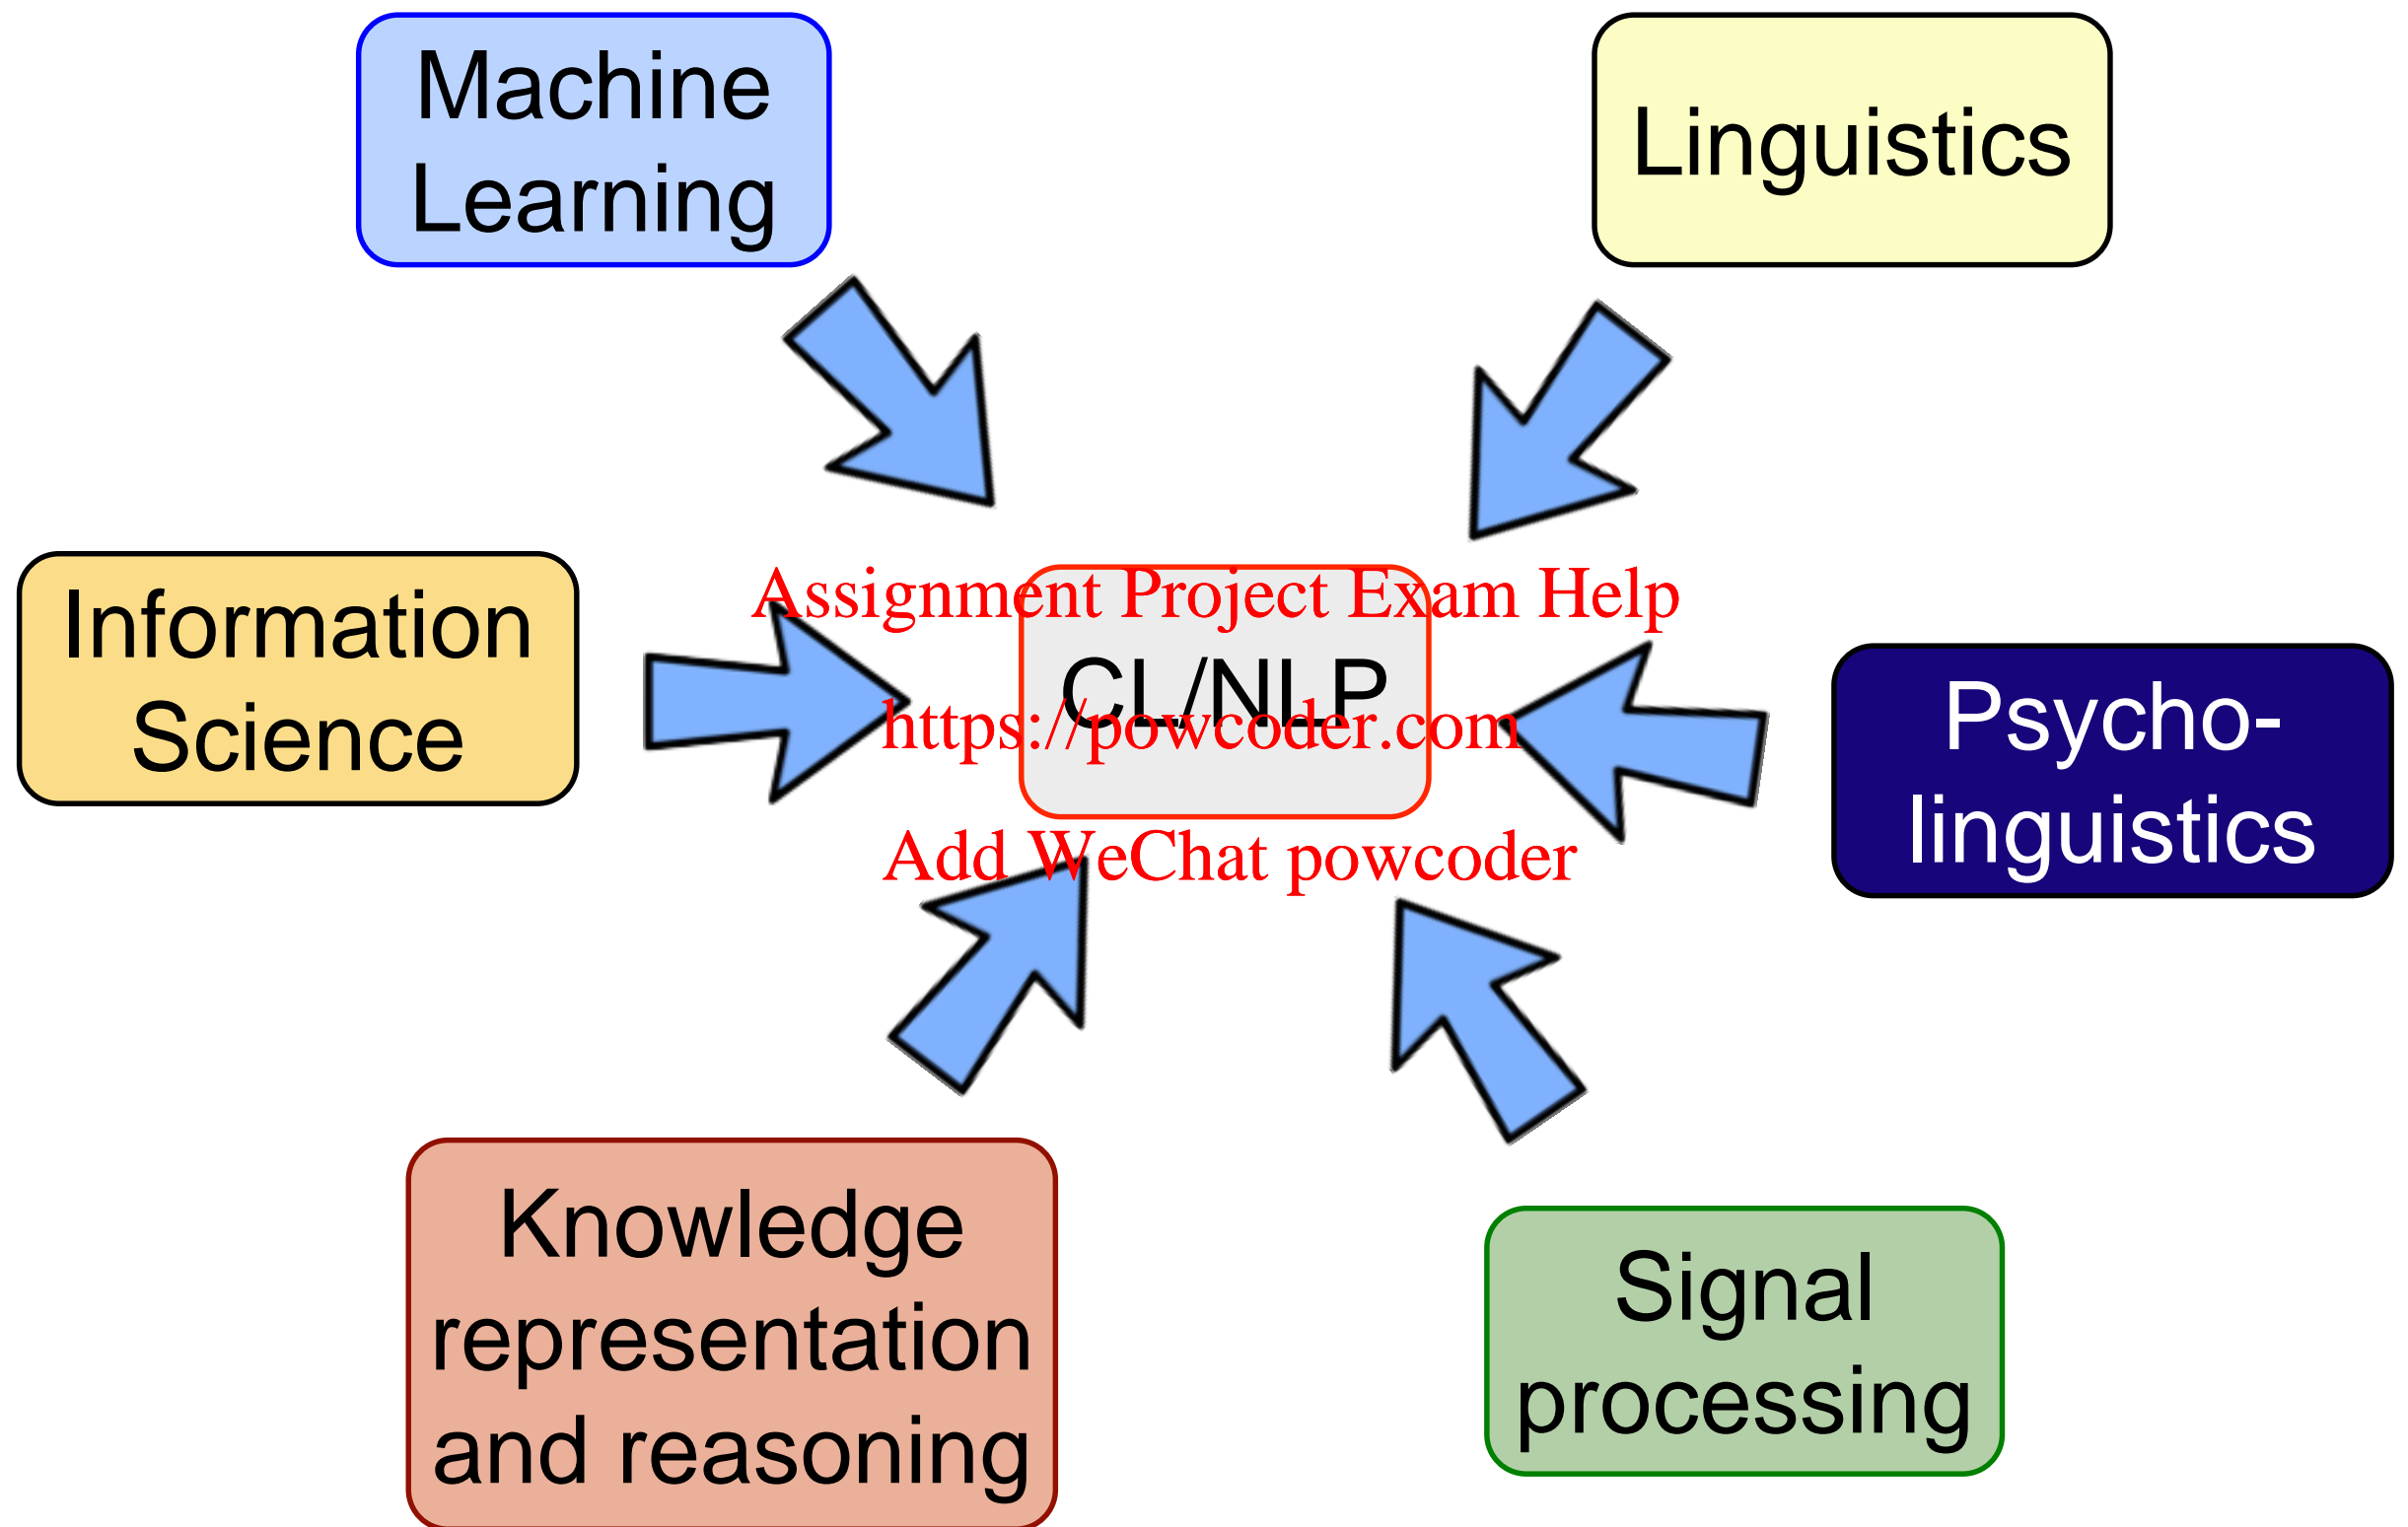 Machine
Learning
Linguistics
Information
Science
Assignment Project Exam Help
CL/NLP
https://powcoder.com
Add WeChat powcoder
Psycho-
linguistics
Knowledge
representation
and reasoning
Signal
processing